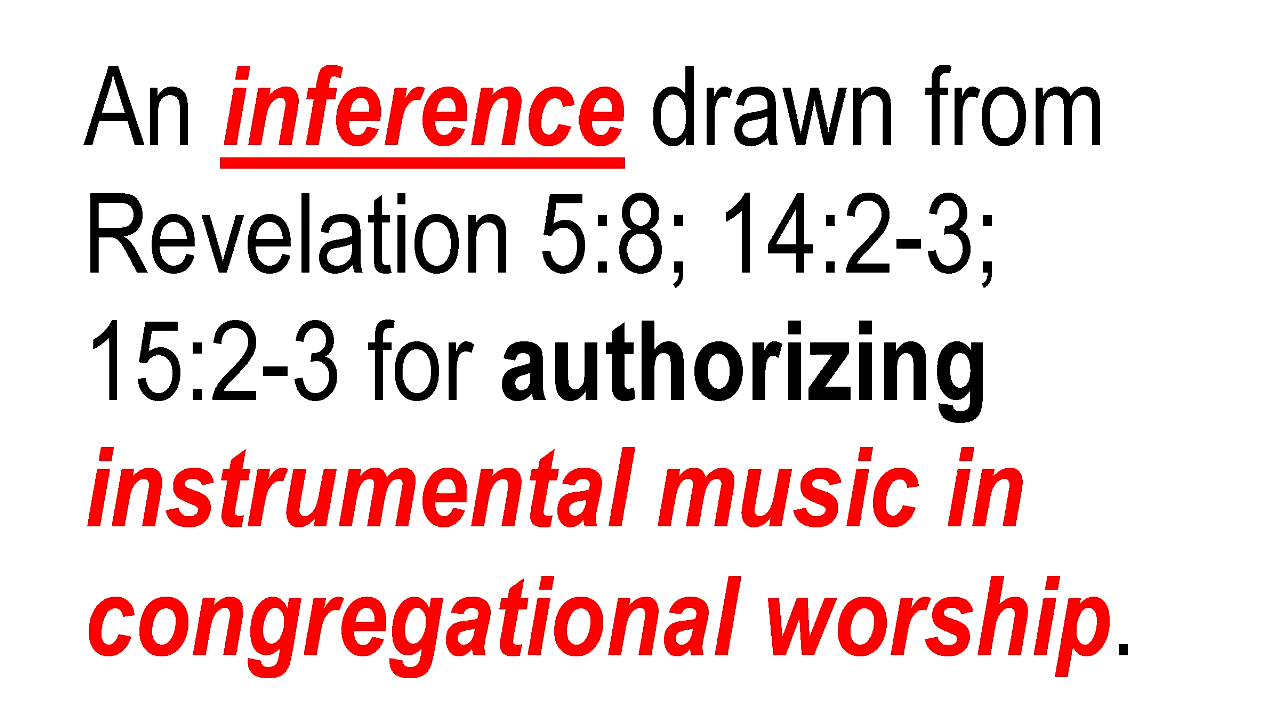 An inference drawn from
Revelation 5:8; 14:2-3;
15:2-3 for authorizing
instrumental music in
congregational worship.